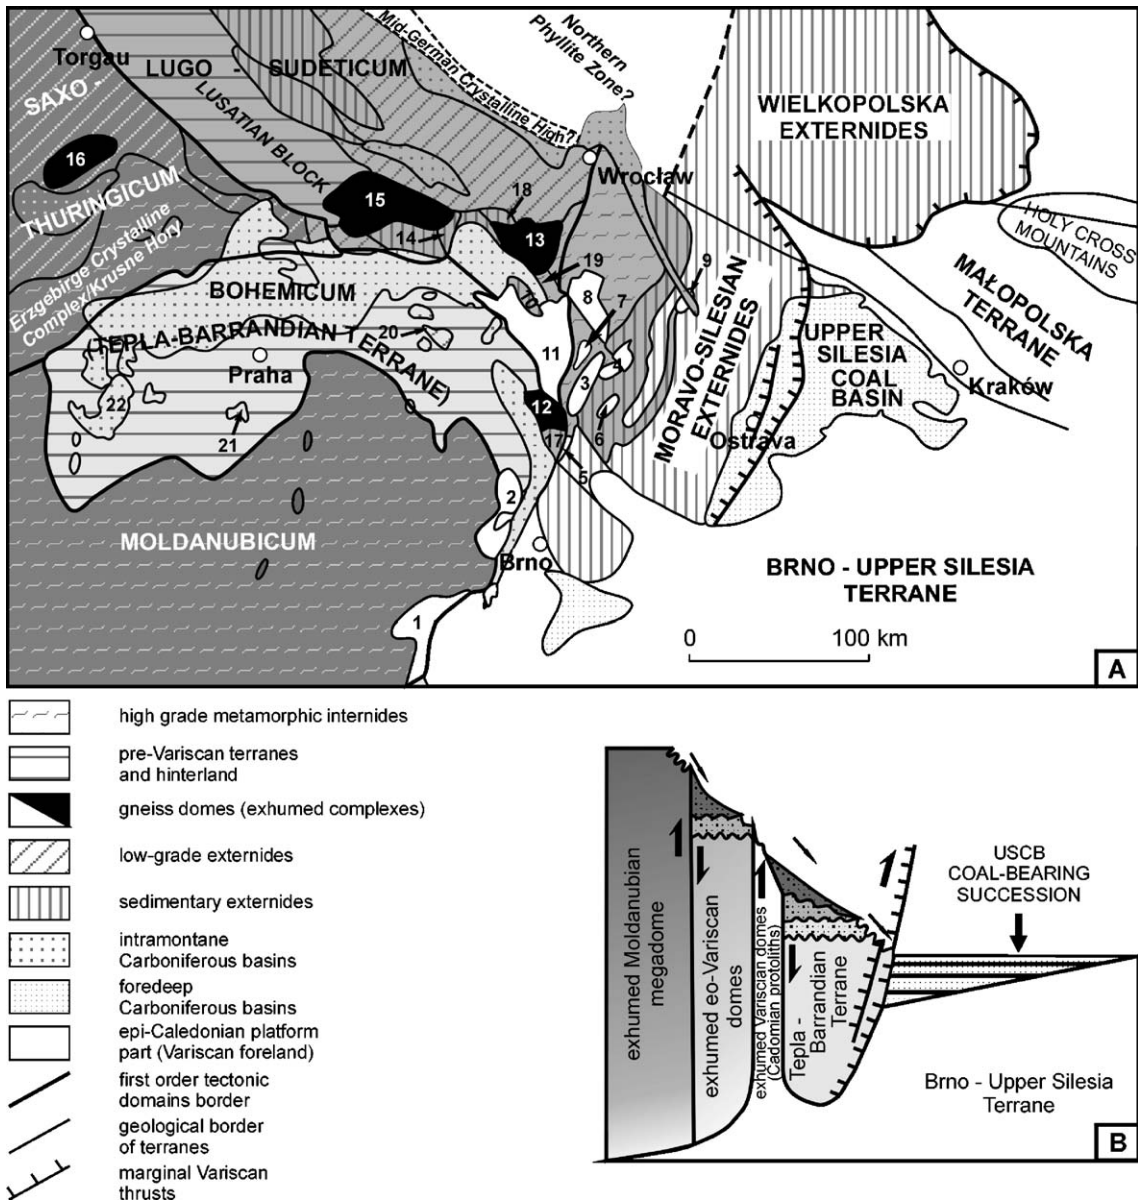 Torgau
LUGO - SUDETICUM
Mid-German Crystalline High?
Northern
Phyllite Zone?
SAXO -
THURINGICUM
LUSATIAN BLOCK
WIELKOPOLSKA
EXTERNIDES
16
15
18
Wrocław
14
13
19
10
8
7
9
HOLY CROSS
MOUNTAINS
Erzgebirge Crystalline
Complex/Krusne Hory
BOHEMICUM
(TEPLA-BARRANDIAN TERRANE)
20
Praha
22
21
11
4
3
12
6
17
5
2
MORAVO-SILESIAN
EXTERNIDES
MAŁOPOLSKA
TERRANE
UPPER
SILESIA
COAL
BASIN
Kraków
Ostrava
MOLDANUBICUM
Brno
1
BRNO - UPPER SILESIA
TERRANE
0 100 km
A
high grade metamorphic internides
pre-Variscan terranes
and hinterland
gneiss domes (exhumed complexes)
low-grade externides
sedimentary externides
intramontane
Carboniferous basins
foredeep
Carboniferous basins
epi-Caledonian platform
part (Variscan foreland)
first order tectonic
domains border
geological border
of terranes
marginal Variscan
thrusts
exhumed Moldanubian
megadome
exhumed eo-Variscan
domes
exhumed Variscian domes
(Cadomian protoliths)
Tepla -
Barrandian
Terrane
USCB
COAL-BEARING
SUCCESSION
Brno - Upper Silesia
Terrane
B